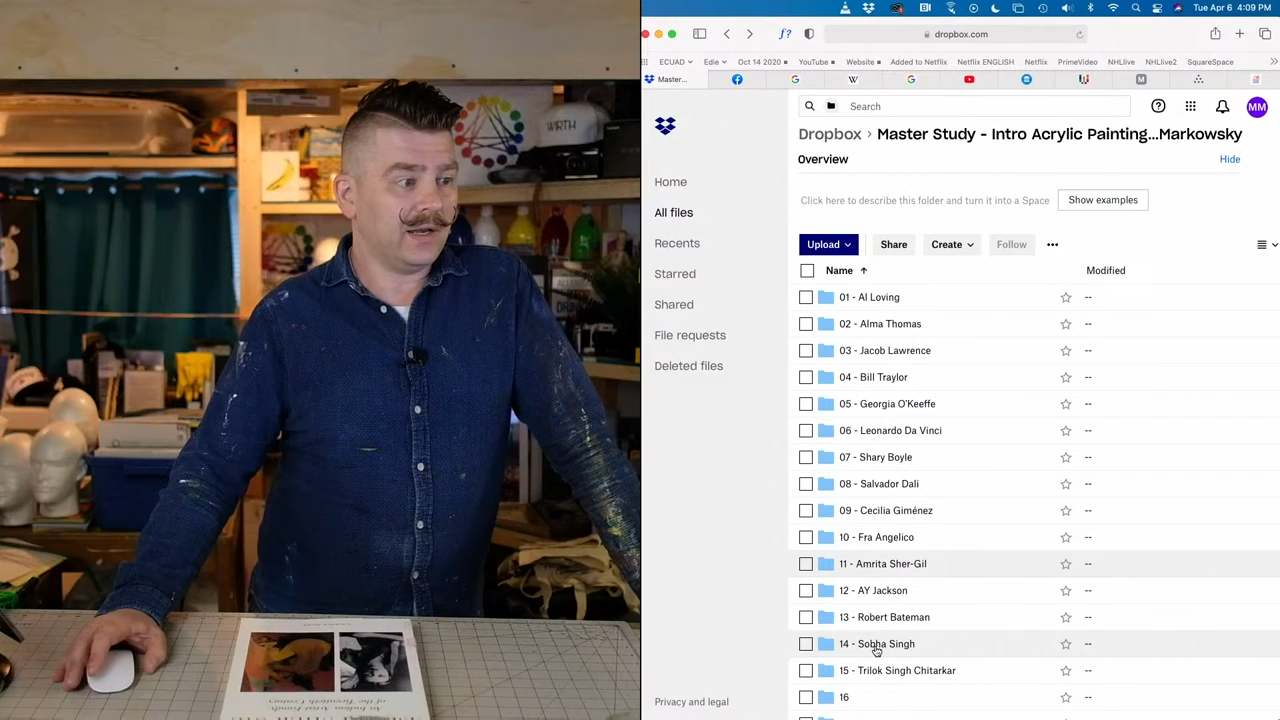 WIRTH
Tue Apr 6 4:09 PM
dropbox.com
ECUAD
Edie
Oct 14 2020
YouTube
Website
Added to Netflix
Netflix ENGLISH
Netflix
PrimeVideo
NHLlive
NHLlive2
SquareSpace
Master...
Search
MM
Dropbox › Master Study - Intro Acrylic Painting...Markowsky
Overview
Hide
Click here to describe this folder and turn it into a Space
Show examples
Home
All files
Recents
Starred
Shared
File requests
Deleted files
Privacy and legal
Upload
Share
Create
Follow
Name
Modified
01 - Al Loving --
02 - Alma Thomas --
03 - Jacob Lawrence --
04 - Bill Traylor --
05 - Georgia O'Keeffe --
06 - Leonardo Da Vinci --
07 - Shary Boyle --
08 - Salvador Dali --
09 - Cecilia Giménez --
10 - Fra Angelico --
11 - Amrita Sher-Gil --
12 - AY Jackson --
13 - Robert Bateman --
14 - Sobha Singh --
15 - Trilok Singh Chitarkar --
16 --